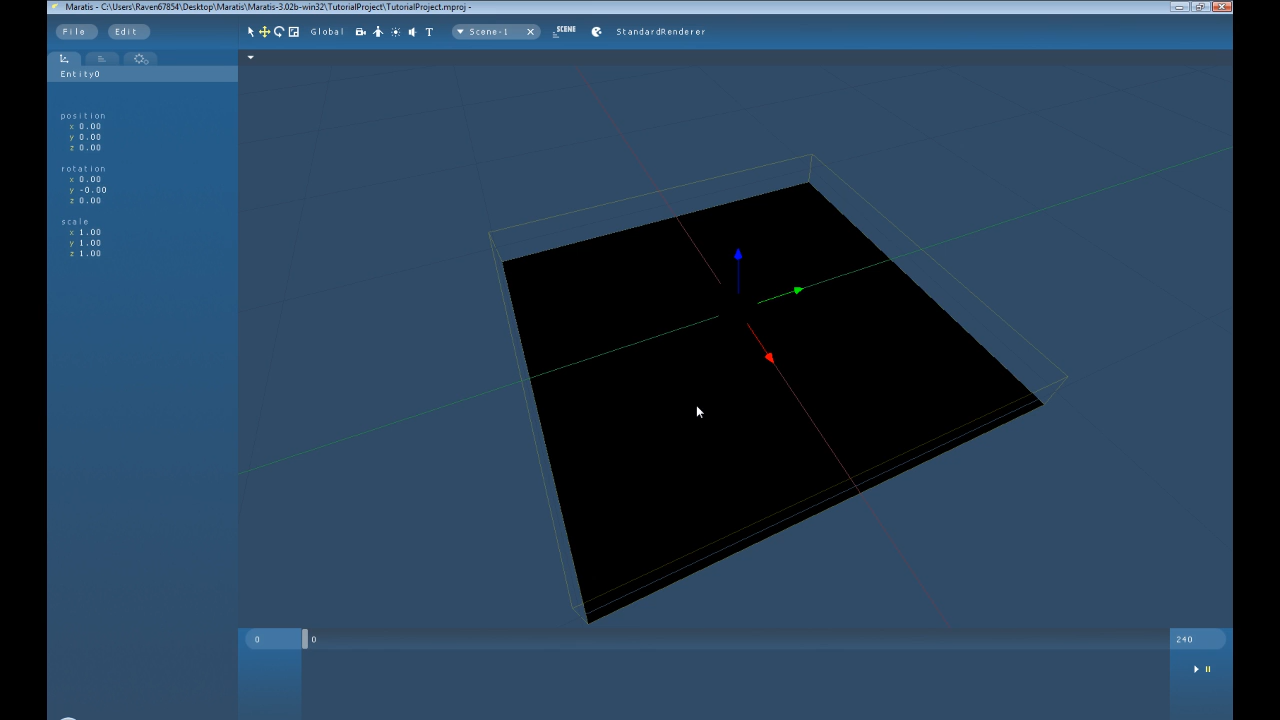 Maratis - C:\Users\Raven67854\Desktop\Maratis\Maratis-3.02b-win32\TutorialProject\TutorialProject.mproj -
File Edit Global T Scene-1 SCENE StandardRenderer
Entity0
position
x 0.00
y 0.00
z 0.00
rotation
x 0.00
y -0.00
z 0.00
scale
x 1.00
y 1.00
z 1.00
0 0 240